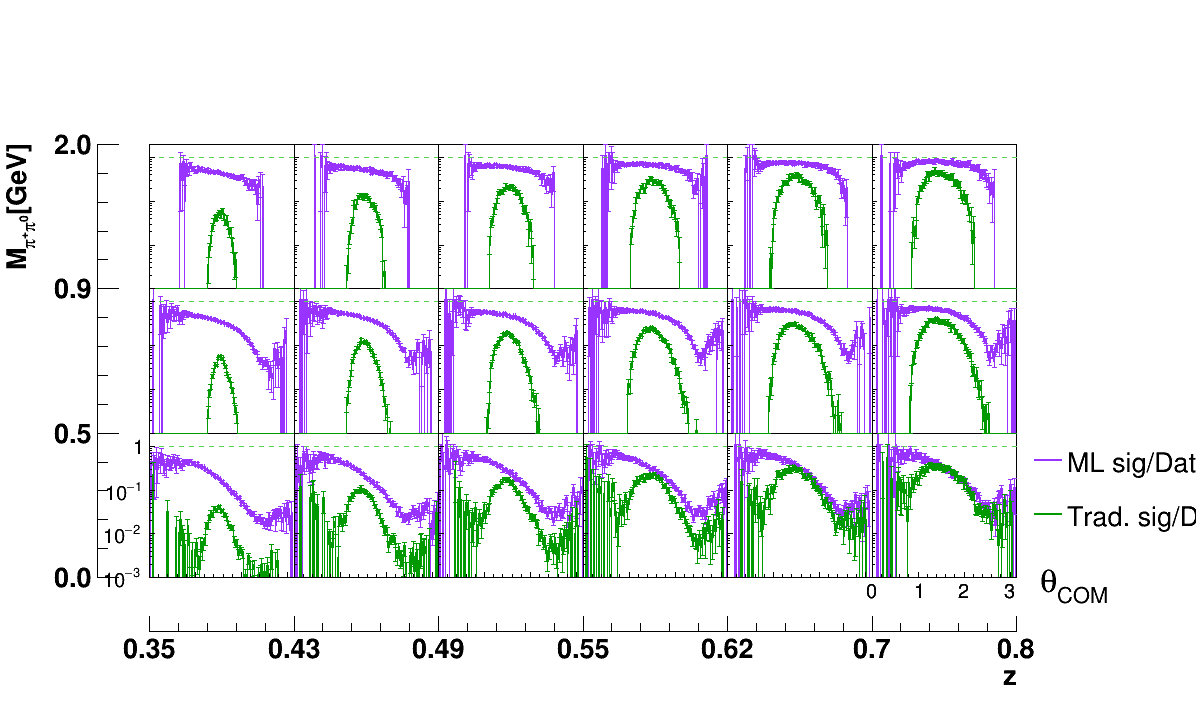 2.0
M_{π⁺π⁰}[GeV]
0.9
0.5
1
10⁻¹
10⁻²
10⁻³
0.0
ML sig/Dat
Trad. sig/D
0 1 2 3
θ_COM
0.35 0.43 0.49 0.55 0.62 0.7 0.8
z